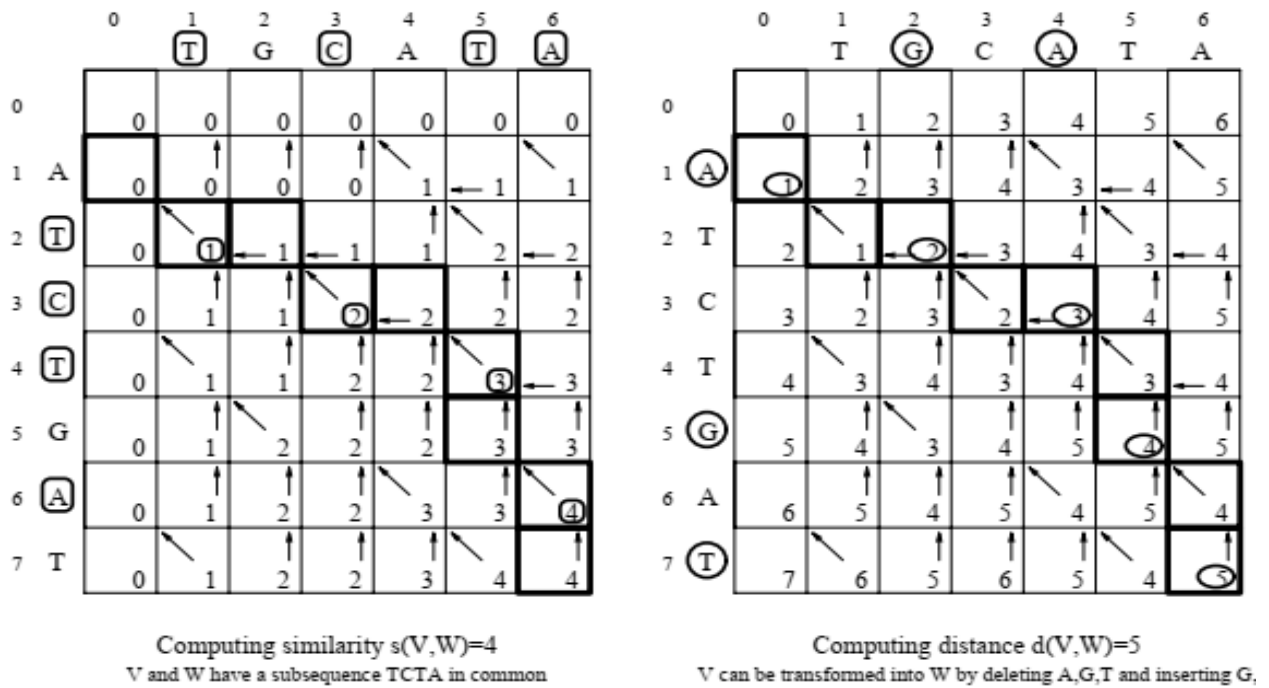 0 1 2 3 4 5 6
T G C A T A
0 0 0 0 0 0 0 0
1 A 0 0 0 0 1 1 1
2 T 0 1 1 1 1 2 2
3 C 0 1 1 2 2 2 2
4 T 0 1 1 2 2 3 3
5 G 0 1 2 2 2 3 3
6 A 0 1 2 2 3 3 4
7 T 0 1 2 2 3 4 4
Computing similarity s(V,W)=4
V and W have a subsequence TCTA in common
0 1 2 3 4 5 6
T G C A T A
0 0 1 2 3 4 5 6
1 A 1 2 3 4 3 4 5
2 T 2 1 2 3 4 3 4
3 C 3 2 3 2 3 4 5
4 T 4 3 4 3 4 3 4
5 G 5 4 3 4 5 4 5
6 A 6 5 4 5 4 5 4
7 T 7 6 5 6 5 4 5
Computing distance d(V,W)=5
V can be transformed into W by deleting A,G,T and inserting G,